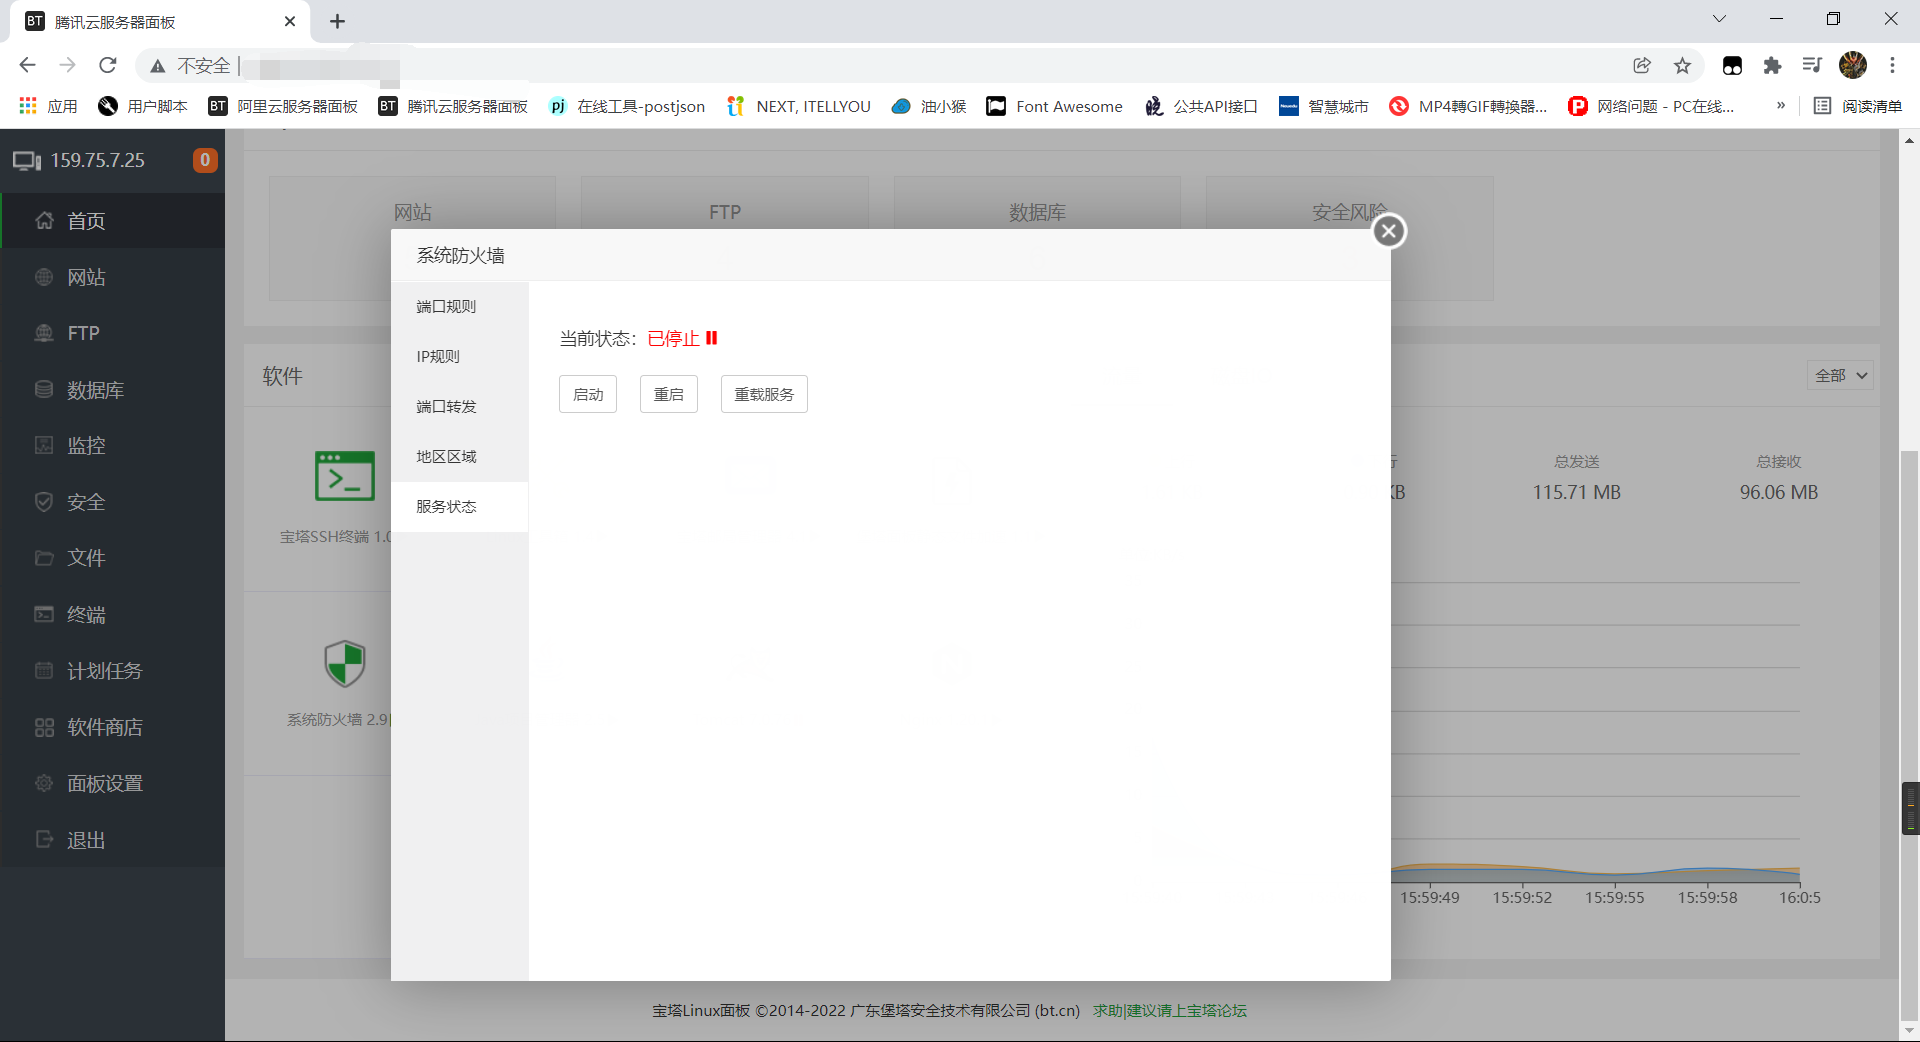 腾讯云服务器面板
不安全
应用 用户脚本 阿里云服务器面板 腾讯云服务器面板 在线工具-postjson NEXT, ITELLYOU 油小猴 Font Awesome 公共API接口 智慧城市 MP4轉GIF轉換器... 网络问题 - PC在线... » 阅读清单
159.75.7.25 0
首页
网站
FTP
数据库
监控
安全
文件
终端
计划任务
软件商店
面板设置
退出
网站 FTP 数据库 安全风险
软件
全部
宝塔SSH终端 1.0
系统防火墙 2.9
系统防火墙
端口规则
IP规则
端口转发
地区区域
服务状态
当前状态：已停止
启动 重启 重载服务
总发送 总接收
KB 115.71 MB 96.06 MB
15:59:49 15:59:52 15:59:55 15:59:58 16:0:5
宝塔Linux面板 ©2014-2022 广东堡塔安全技术有限公司 (bt.cn) 求助|建议请上宝塔论坛